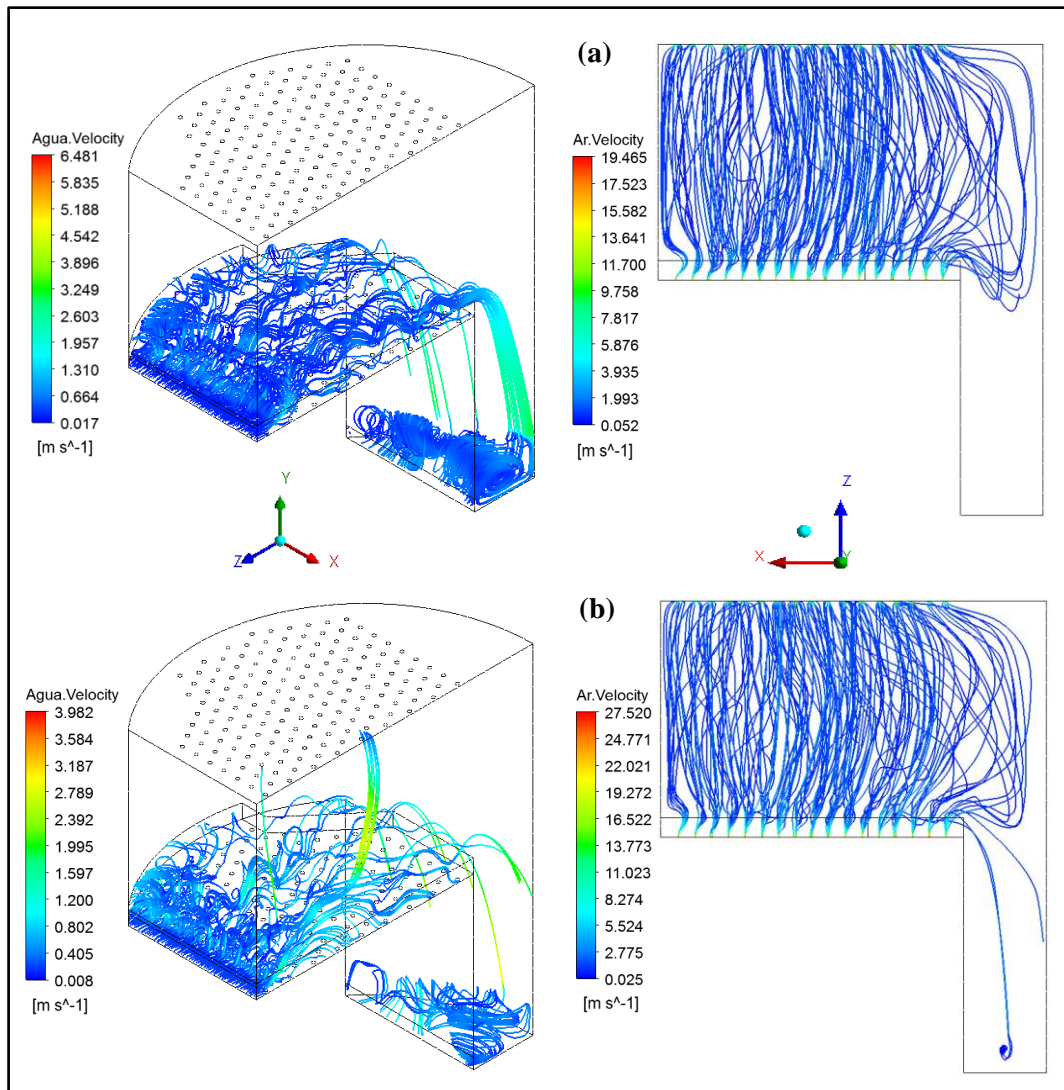 (a)
Agua.Velocity
6.481
5.835
5.188
4.542
3.896
3.249
2.603
1.957
1.310
0.664
0.017
[m s^-1]
Y
Z
X
Ar.Velocity
19.465
17.523
15.582
13.641
11.700
9.758
7.817
5.876
3.935
1.993
0.052
[m s^-1]
Z
X
Y
(b)
Agua.Velocity
3.982
3.584
3.187
2.789
2.392
1.995
1.597
1.200
0.802
0.405
0.008
[m s^-1]
Ar.Velocity
27.520
24.771
22.021
19.272
16.522
13.773
11.023
8.274
5.524
2.775
0.025
[m s^-1]